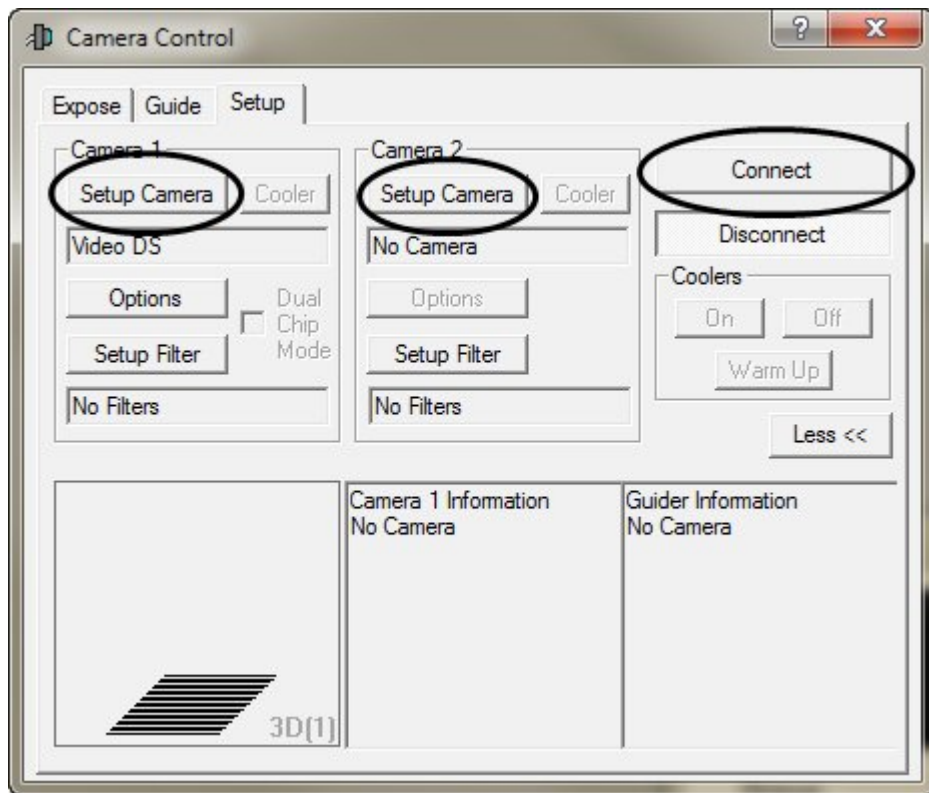 Camera Control
?
X
Expose
Guide
Setup
Camera 1
Setup Camera
Cooler
Video DS
Options
Dual
Chip
Mode
Setup Filter
No Filters
Camera 2
Setup Camera
Cooler
No Camera
Options
Setup Filter
No Filters
Connect
Disconnect
Coolers
On
Off
Warm Up
Less <<
3D(1)
Camera 1 Information
No Camera
Guider Information
No Camera